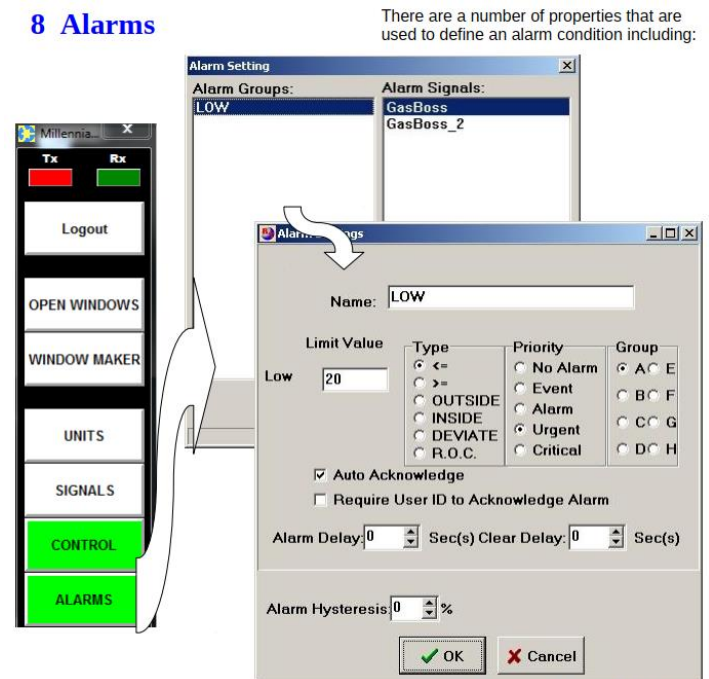 8 Alarms
There are a number of properties that are
used to define an alarm condition including:
Alarm Setting
Alarm Groups:
LOW
Alarm Signals:
GasBoss
GasBoss_2
Millennia...
Tx Rx
Logout
OPEN WINDOWS
WINDOW MAKER
UNITS
SIGNALS
CONTROL
ALARMS
Name: LOW
Limit Value
Low 20
Type
<=
>=
OUTSIDE
INSIDE
DEVIATE
R.O.C.
Priority
No Alarm
Event
Alarm
Urgent
Critical
Group
A E
B F
C G
D H
Auto Acknowledge
Require User ID to Acknowledge Alarm
Alarm Delay: 0 Sec(s) Clear Delay: 0 Sec(s)
Alarm Hysteresis: 0 %
OK Cancel